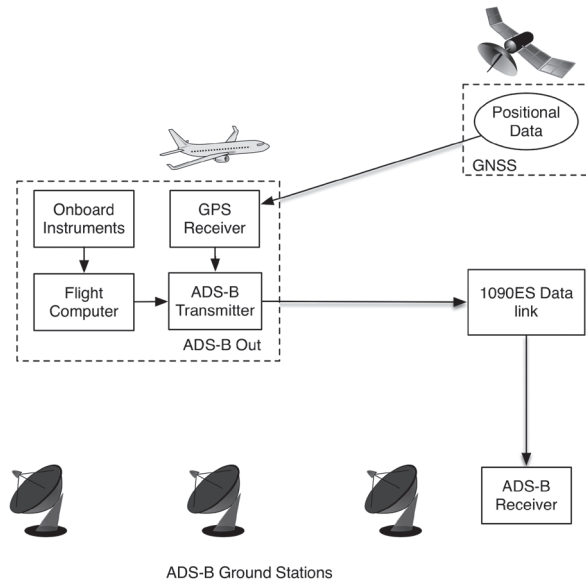 Positional
Data
GNSS
Onboard
Instruments
GPS
Receiver
Flight
Computer
ADS-B
Transmitter
ADS-B Out
1090ES Data
link
ADS-B
Receiver
ADS-B Ground Stations